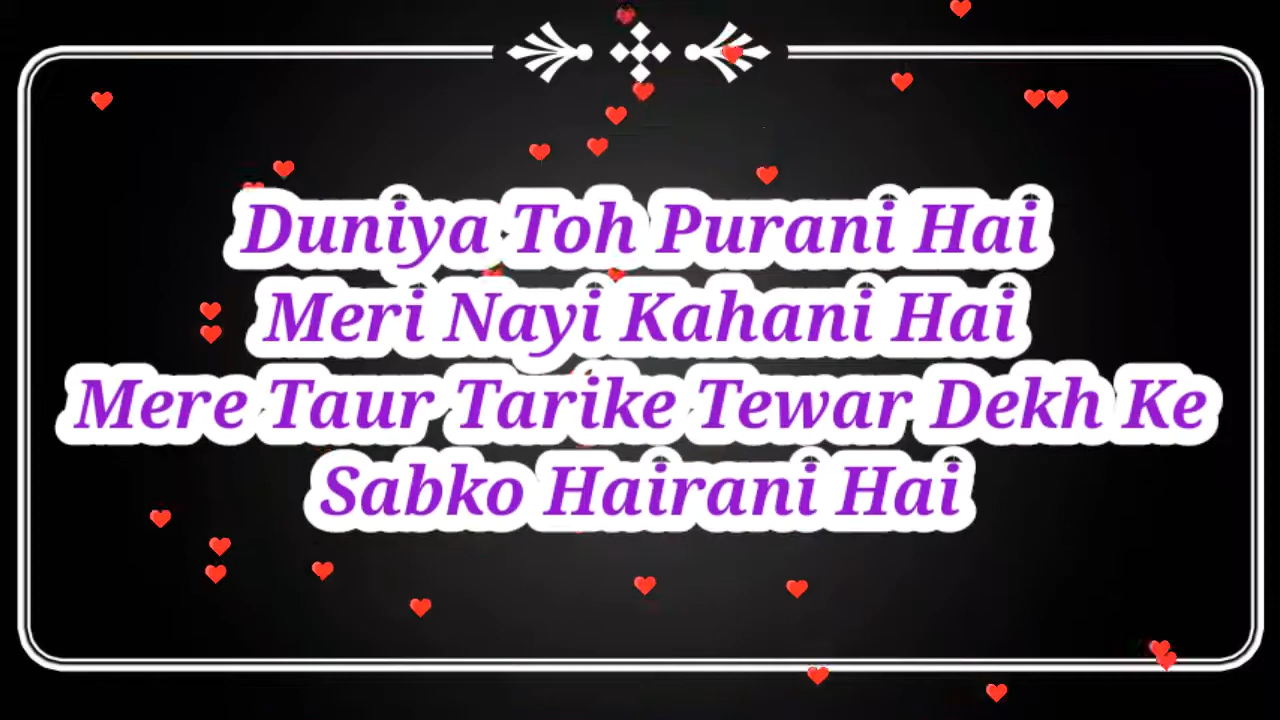 Duniya Toh Purani Hai
Meri Nayi Kahani Hai
Mere Taur Tarike Tewar Dekh Ke
Sabko Hairani Hai